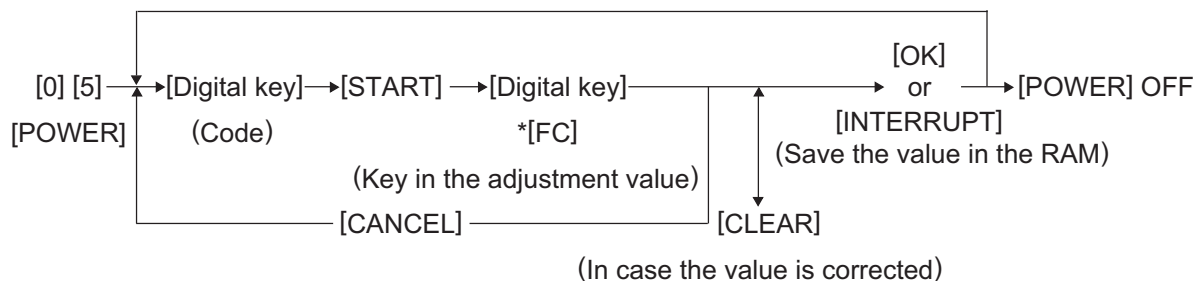 [OK]
[0] [5] [Digital key] [START] [Digital key] or [POWER] OFF
[POWER] (Code) *[FC] [INTERRUPT]
(Key in the adjustment value) (Save the value in the RAM)
[CANCEL] [CLEAR]
(In case the value is corrected)